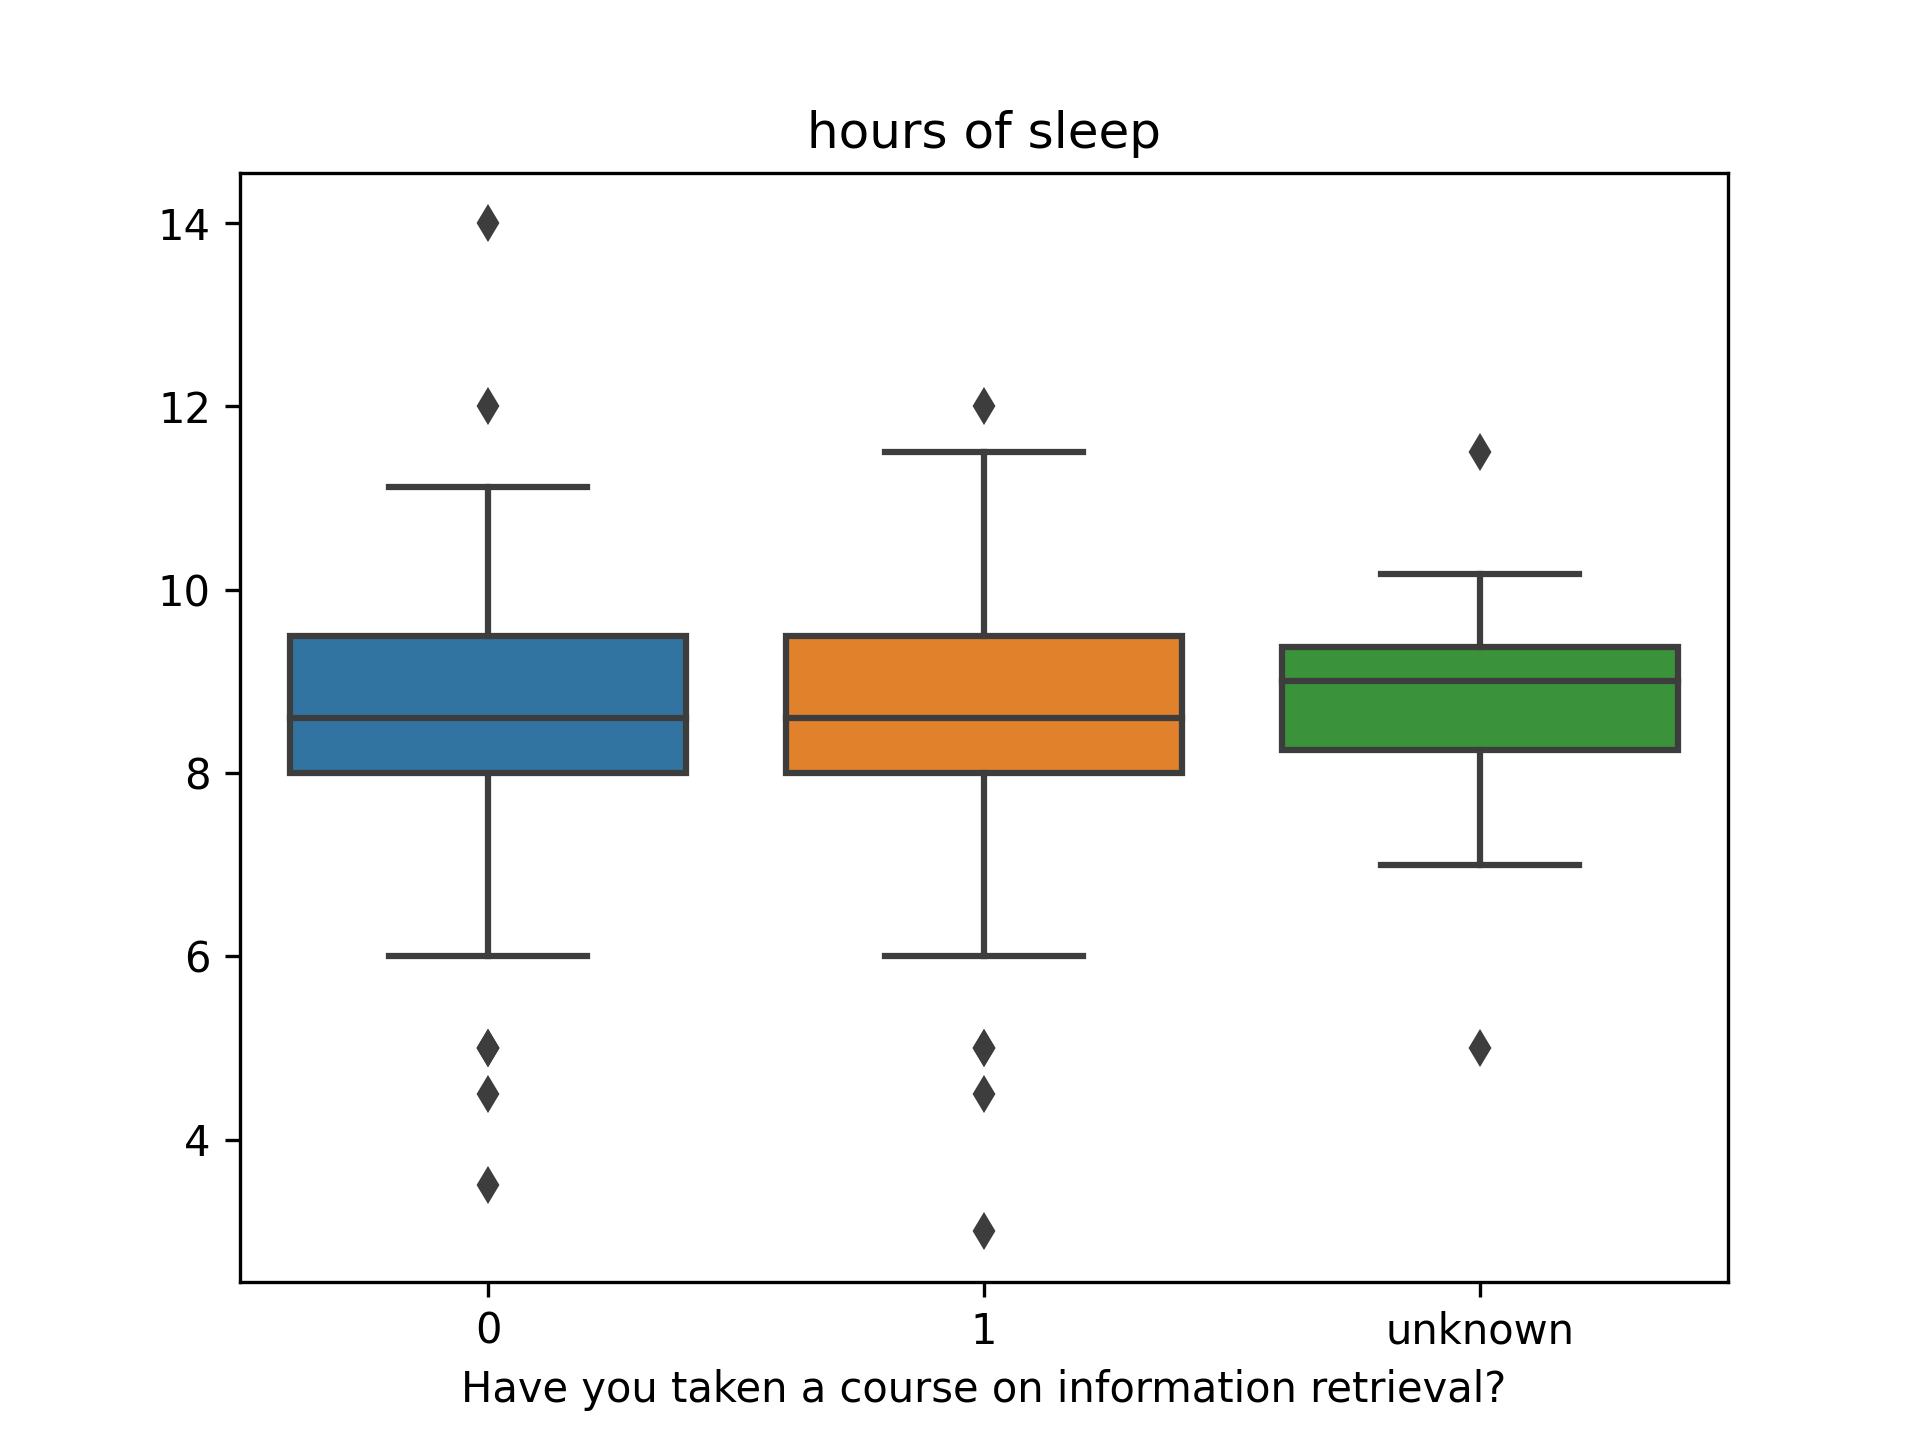 hours of sleep
14
12
10
8
6
4
0 1 unknown
Have you taken a course on information retrieval?